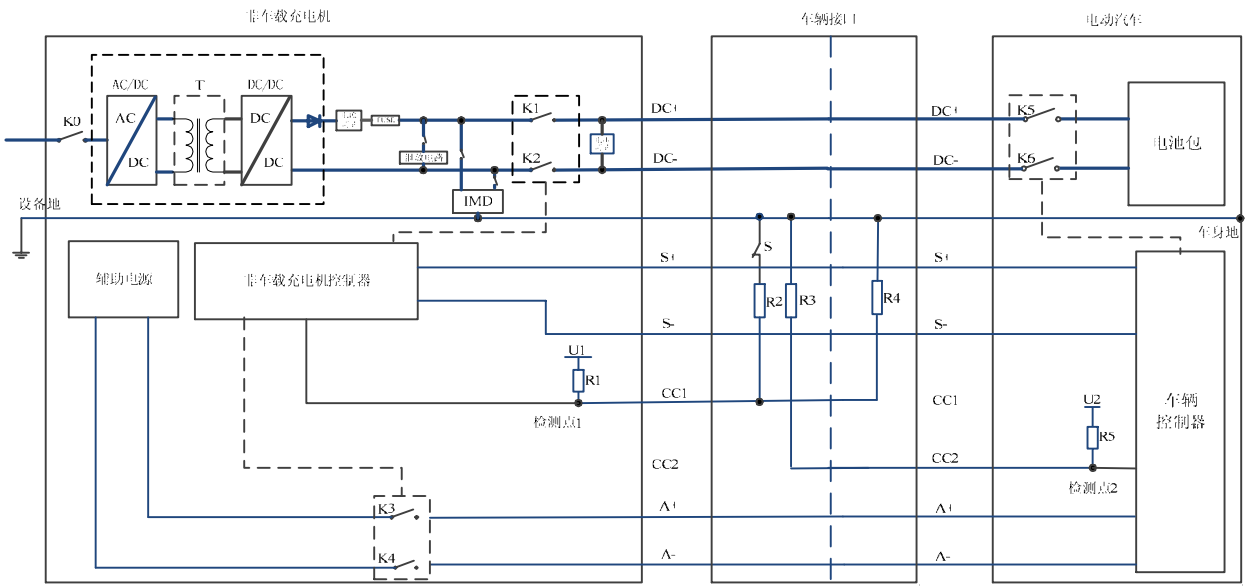 非车载充电机
车辆接口
电动汽车
AC/DC
T
DC/DC
K0
AC
DC
DC
DC
K1
K2
DC+
DC-
DC+
DC-
K5
K6
电池包
泄放电路
IMD
设备地
车身地
辅助电源
非车载充电机控制器
S+
S-
S
R2
R3
R4
S+
S-
U1
R1
检测点1
CC1
CC1
车辆
控制器
U2
R5
CC2
CC2
检测点2
K3
K4
A+
A-
A+
A-